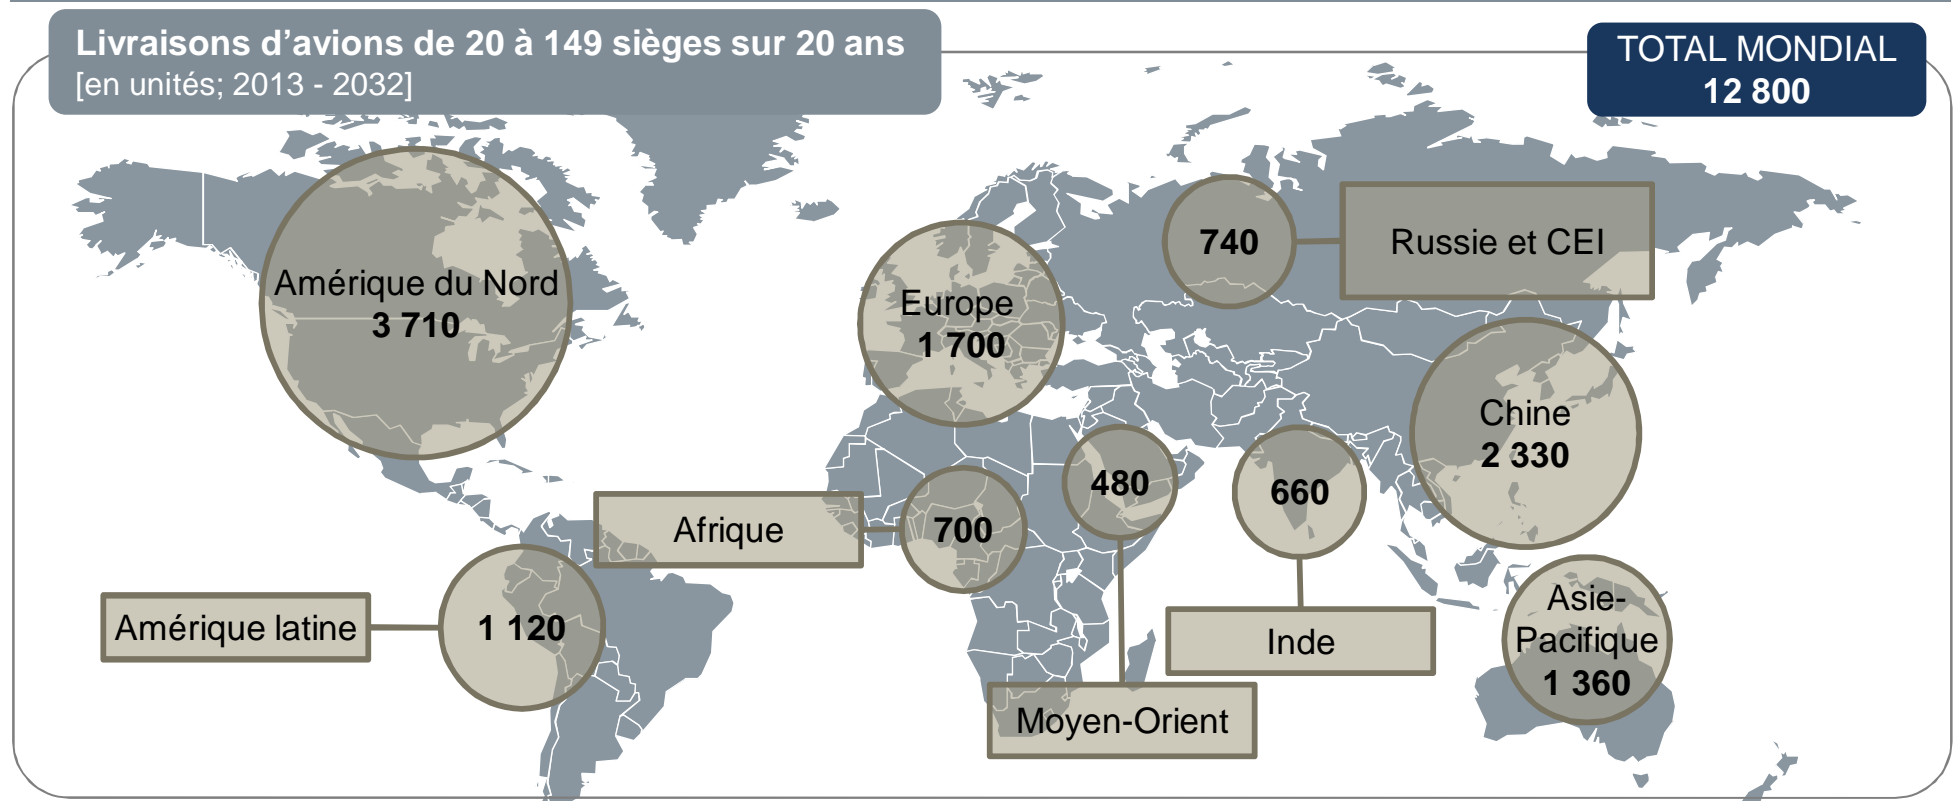 Livraisons d’avions de 20 à 149 sièges sur 20 ans
[en unités; 2013 - 2032]
TOTAL MONDIAL
12 800
Amérique du Nord
3 710
Europe
1 700
740
Russie et CEI
Chine
2 330
Afrique
700
480
660
Amérique latine
1 120
Inde
Moyen-Orient
Asie-
Pacifique
1 360